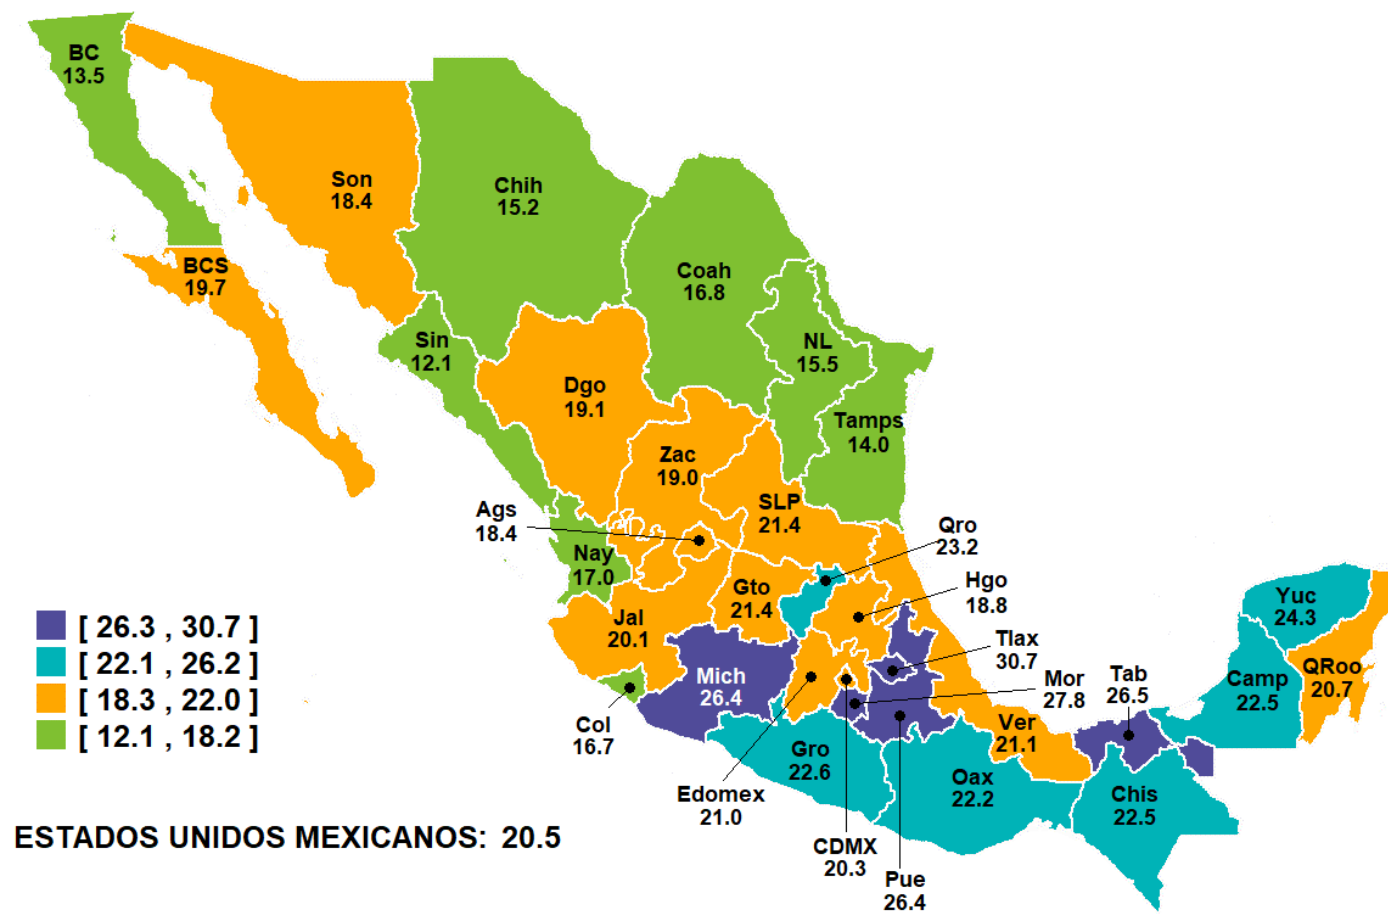 BC
13.5
Son
18.4
Chih
15.2
BCS
19.7
Coah
16.8
Sin
12.1
NL
15.5
Dgo
19.1
Tamps
14.0
Zac
19.0
SLP
21.4
Ags
18.4
Qro
23.2
Nay
17.0
Hgo
18.8
Gto
21.4
Yuc
24.3
Jal
20.1
Tlax
30.7
QRoo
20.7
Mich
26.4
Mor
27.8
Tab
26.5
Camp
22.5
Col
16.7
Ver
21.1
Gro
22.6
Oax
22.2
Chis
22.5
Edomex
21.0
CDMX
20.3
Pue
26.4
[ 26.3 , 30.7 ]
[ 22.1 , 26.2 ]
[ 18.3 , 22.0 ]
[ 12.1 , 18.2 ]
ESTADOS UNIDOS MEXICANOS: 20.5